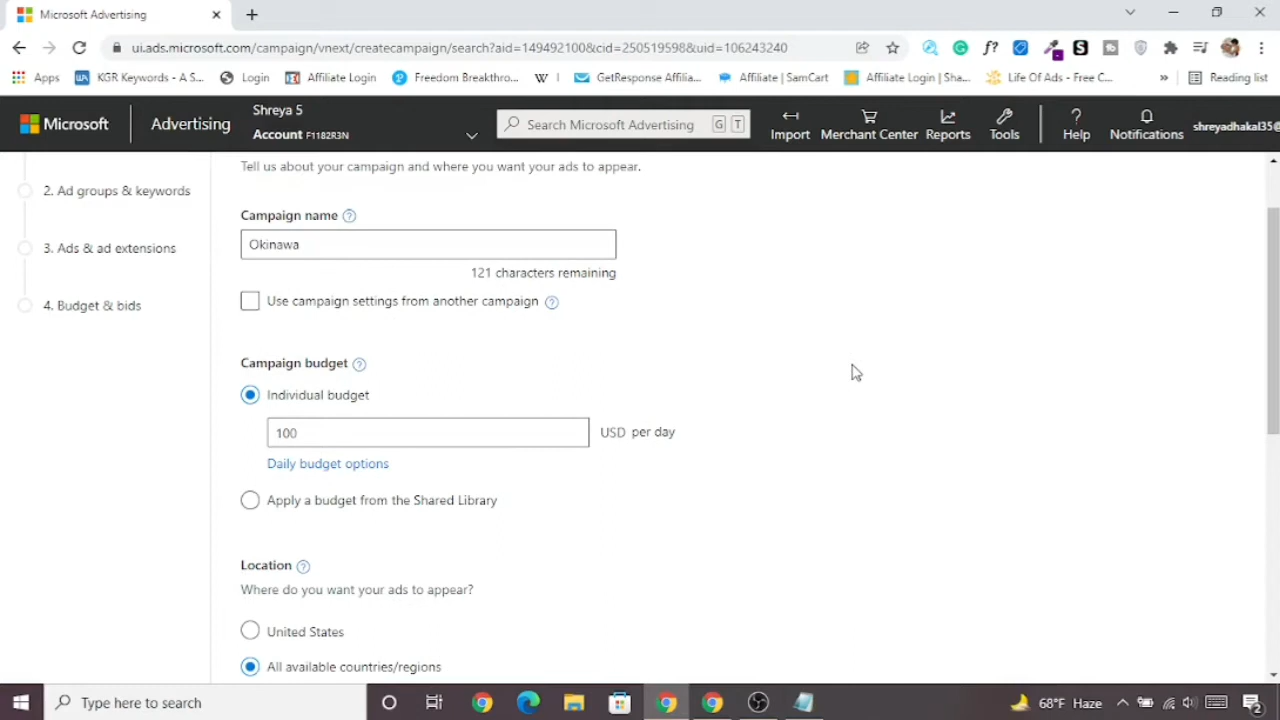 Microsoft Advertising
ui.ads.microsoft.com/campaign/vnext/createcampaign/search?aid=149492100&cid=250519598&uid=106243240
Apps KGR Keywords - A S... Login Affiliate Login Freedom Breakthro... W I GetResponse Affilia... Affiliate | SamCart Affiliate Login | Sha... Life Of Ads - Free C... » Reading list
Microsoft Advertising
Shreya 5
Account F1182R3N
Search Microsoft Advertising G T
Import Merchant Center Reports Tools Help Notifications
shreyadhakal35@
Tell us about your campaign and where you want your ads to appear.
2. Ad groups & keywords
3. Ads & ad extensions
4. Budget & bids
Campaign name ?
Okinawa
121 characters remaining
Use campaign settings from another campaign ?
Campaign budget ?
Individual budget
100 USD per day
Daily budget options
Apply a budget from the Shared Library
Location ?
Where do you want your ads to appear?
United States
All available countries/regions
Type here to search
68°F Haze
2